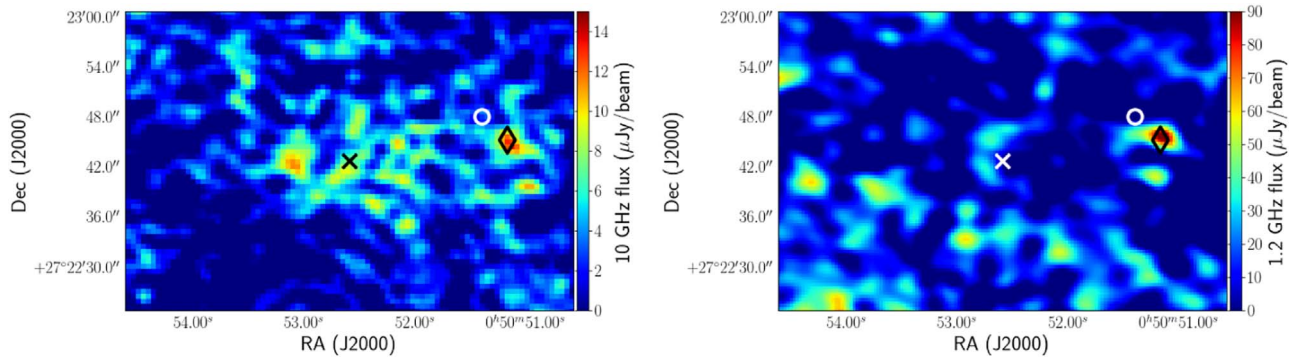 23′00.0″
54.0″
48.0″
42.0″
36.0″
+27°22′30.0″
Dec (J2000)
54.00ˢ
53.00ˢ
52.00ˢ
0ʰ50ᵐ51.00ˢ
RA (J2000)
14
12
10
8
6
4
2
0
10 GHz flux (μJy/beam)
23′00.0″
54.0″
48.0″
42.0″
36.0″
+27°22′30.0″
Dec (J2000)
54.00ˢ
53.00ˢ
52.00ˢ
0ʰ50ᵐ51.00ˢ
RA (J2000)
90
80
70
60
50
40
30
20
10
0
1.2 GHz flux (μJy/beam)